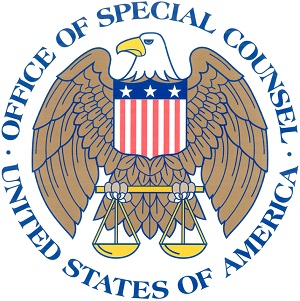 · OFFICE OF SPECIAL COUNSEL ·
UNITED STATES OF AMERICA